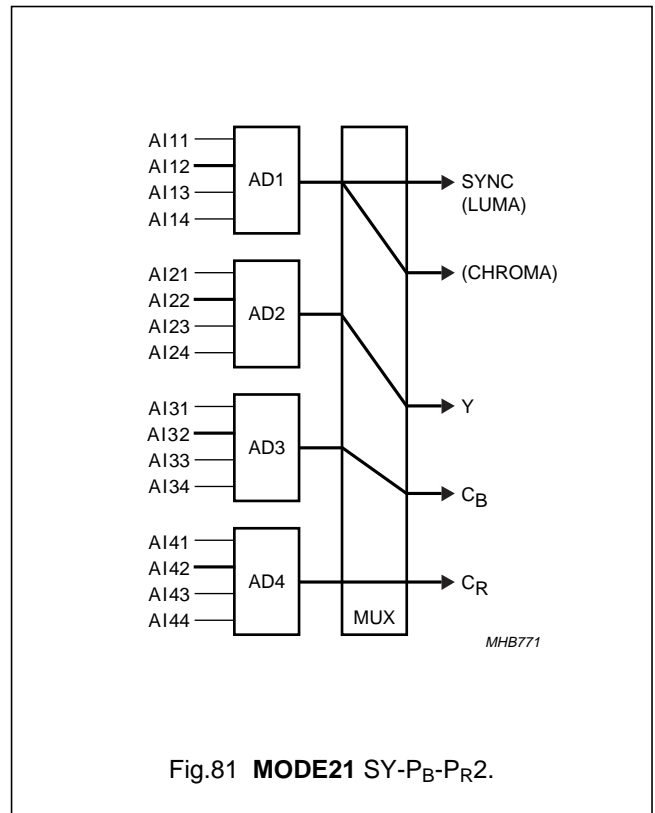 AI11
AI12
AI13
AI14
AD1
SYNC
(LUMA)
(CHROMA)
AI21
AI22
AI23
AI24
AD2
Y
AI31
AI32
AI33
AI34
AD3
CB
AI41
AI42
AI43
AI44
AD4
CR
MUX
MHB771
Fig.81 MODE21 SY-PB-PR2.